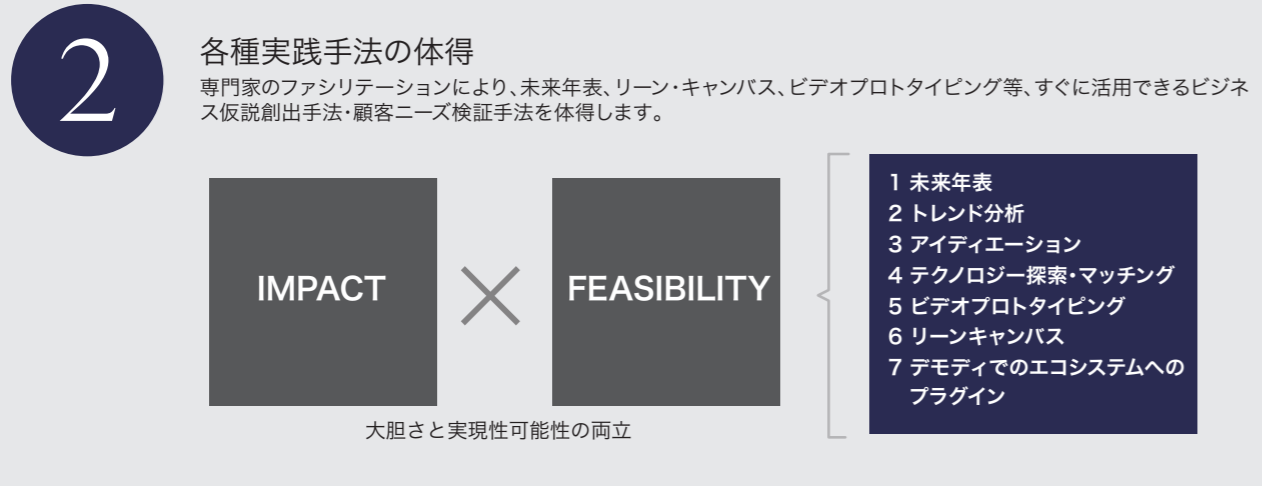 2
各種実践手法の体得
専門家のファシリテーションにより、未来年表、リーン・キャンバス、ビデオプロトタイピング等、すぐに活用できるビジネ
ス仮説創出手法・顧客ニーズ検証手法を体得します。
IMPACT
×
FEASIBILITY
大胆さと実現性可能性の両立
1 未来年表
2 トレンド分析
3 アイディエーション
4 テクノロジー探索・マッチング
5 ビデオプロトタイピング
6 リーンキャンバス
7 デモディでのエコシステムへの
プラグイン